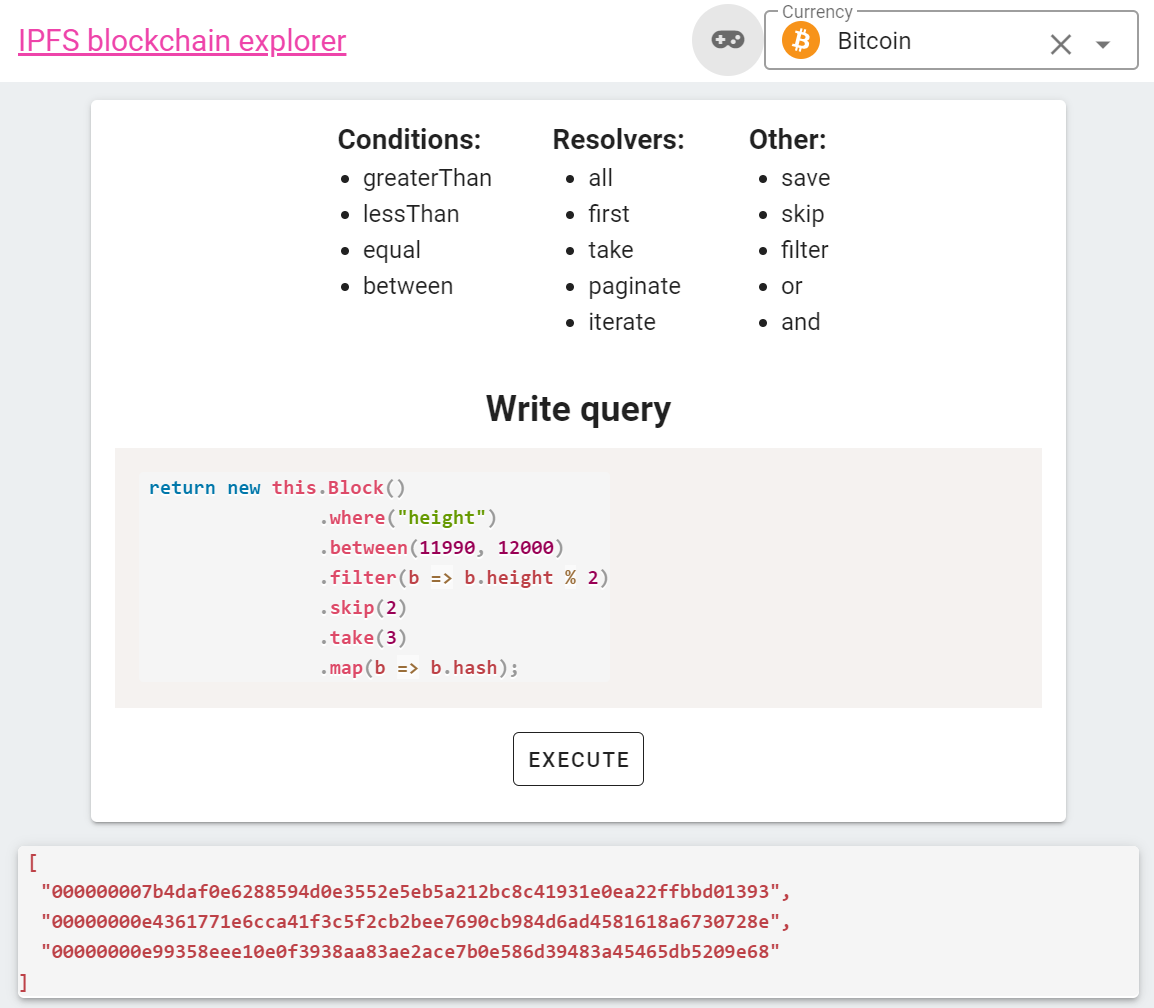 IPFS blockchain explorer
Currency
Bitcoin
Conditions:
greaterThan
lessThan
equal
between
Resolvers:
all
first
take
paginate
iterate
Other:
save
skip
filter
or
and
Write query
return new this.Block()
.where("height")
.between(11990, 12000)
.filter(b => b.height % 2)
.skip(2)
.take(3)
.map(b => b.hash);
EXECUTE
[
"000000007b4daf0e6288594d0e3552e5eb5a212bc8c41931e0ea22ffbbd01393",
"00000000e4361771e6cca41f3c5f2cb2bee7690cb984d6ad4581618a6730728e",
"00000000e99358eee10e0f3938aa83ae2ace7b0e586d39483a45465db5209e68"
]